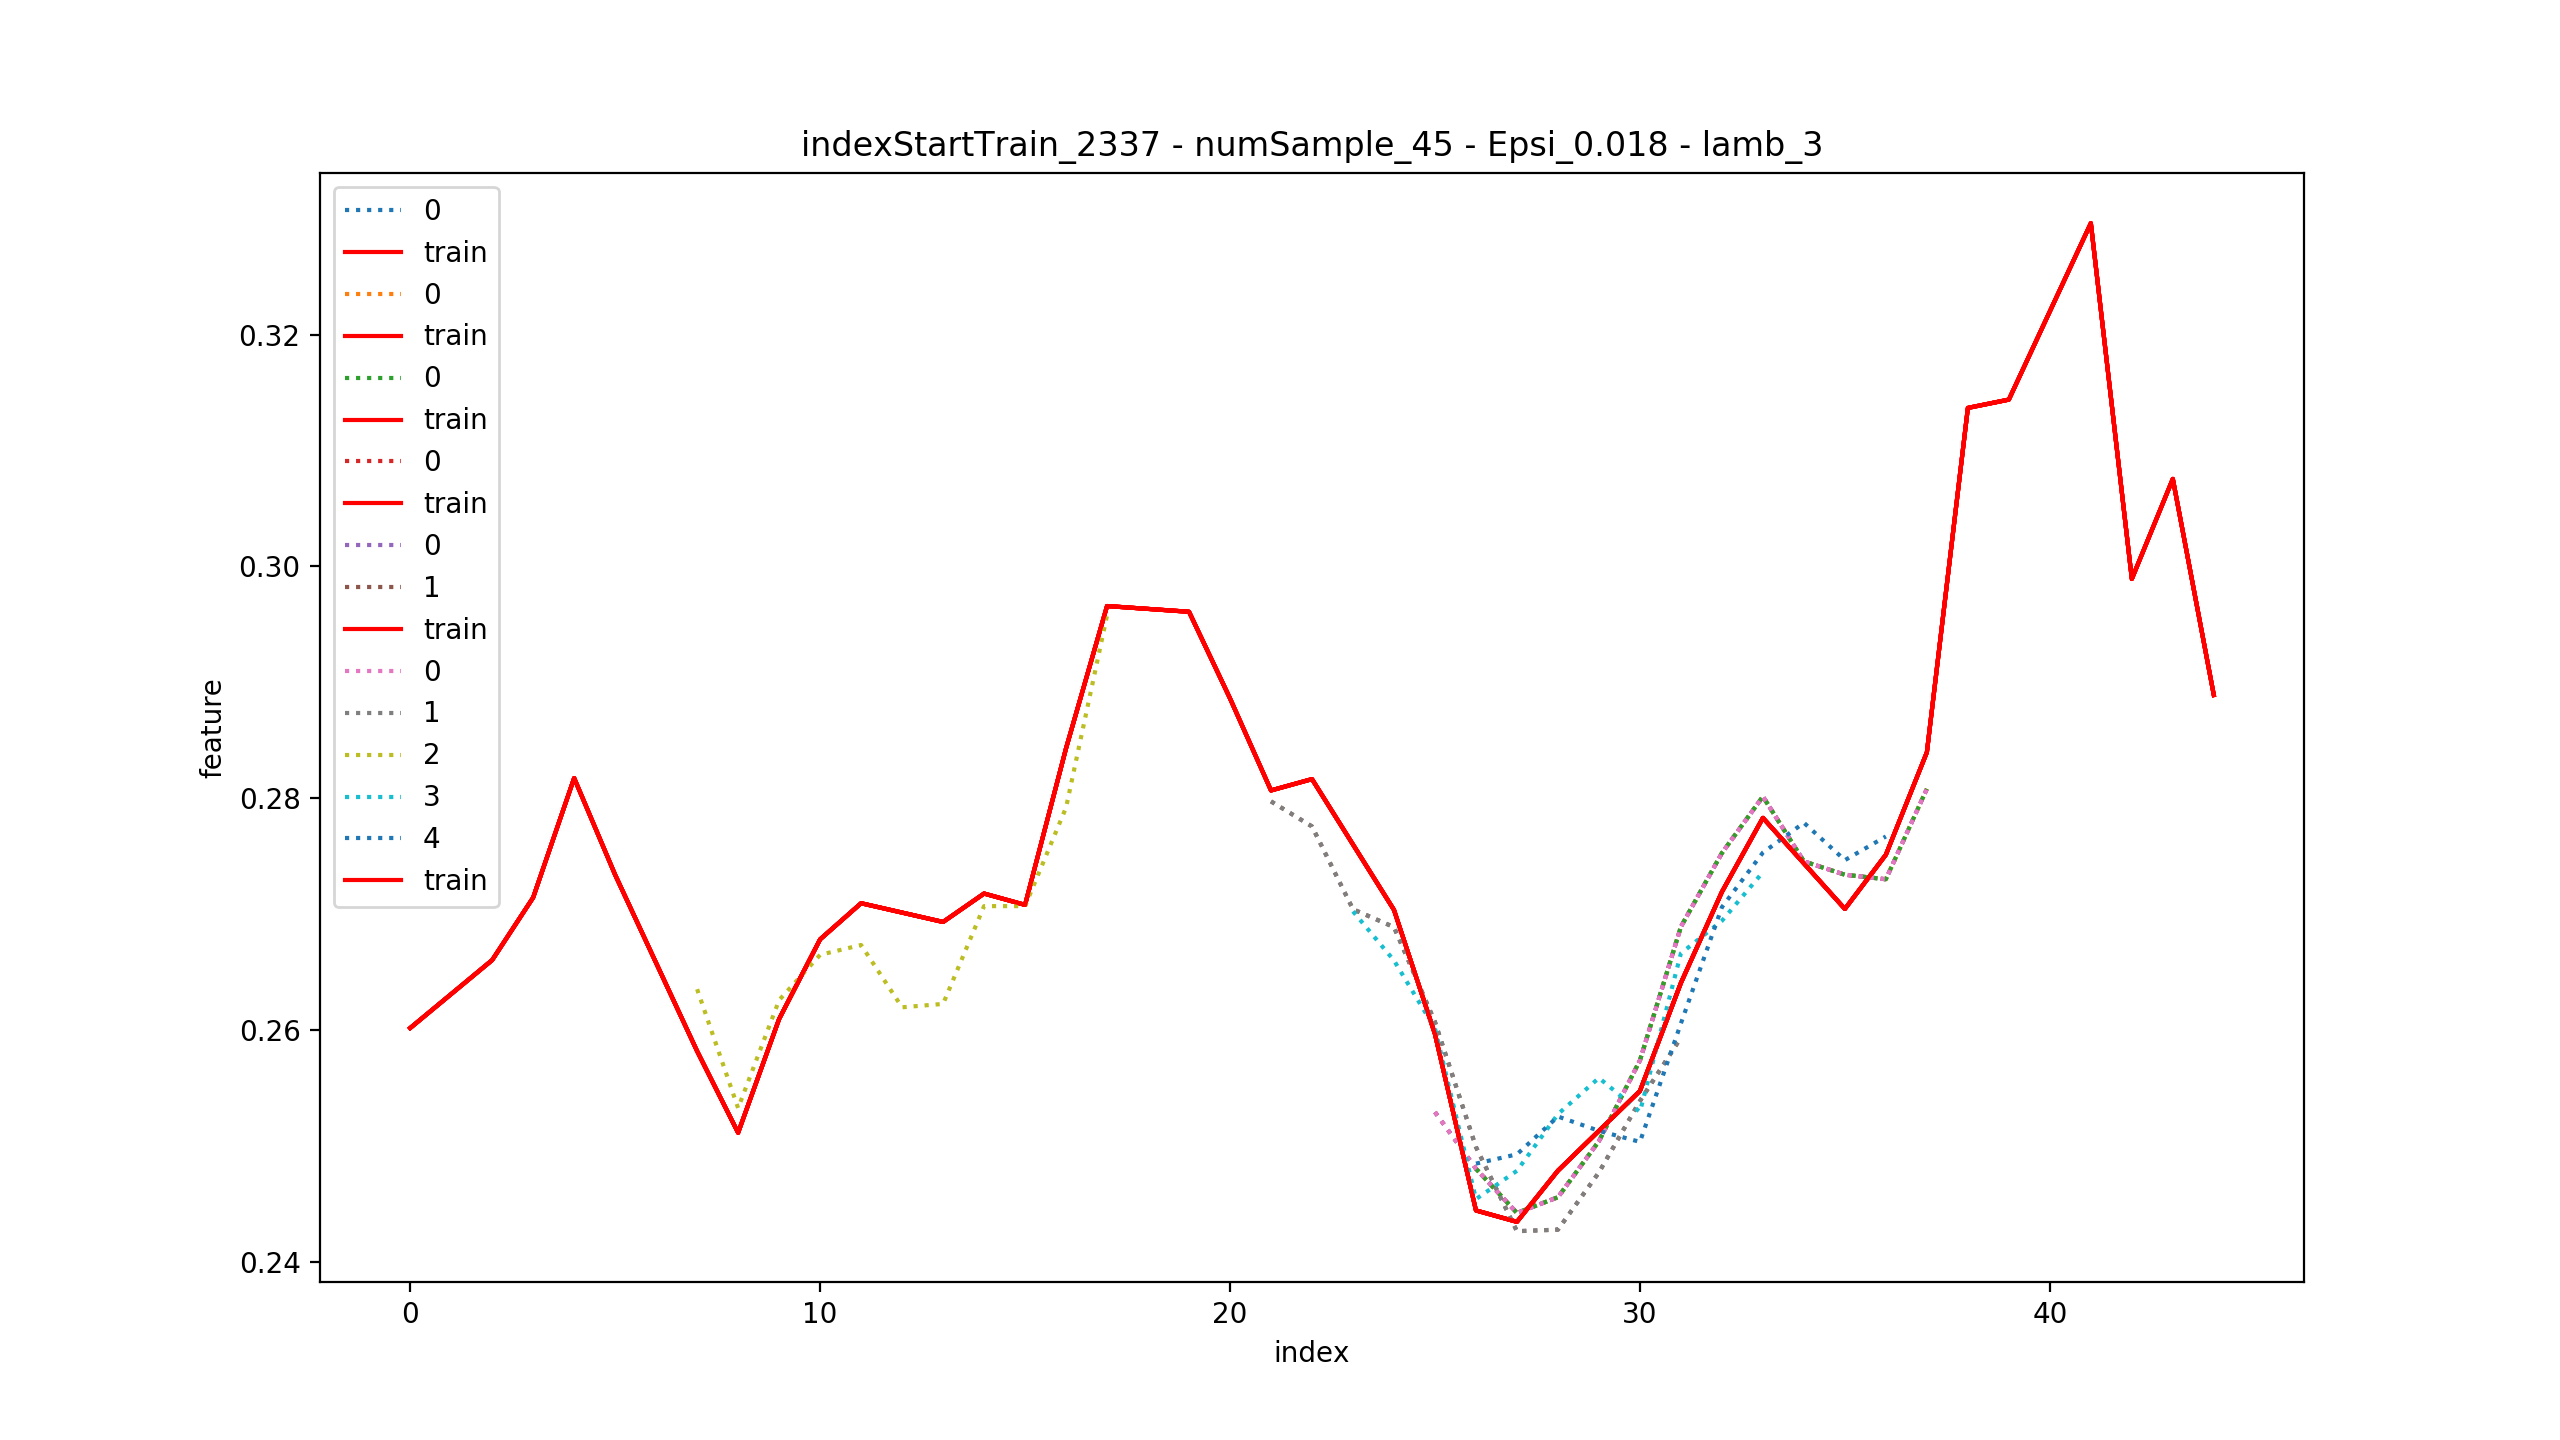 indexStartTrain_2337 - numSample_45 - Epsi_0.018 - lamb_3
0
train
0
train
0
train
0
train
0
1
train
0
1
2
3
4
train
feature
0.32
0.30
0.28
0.26
0.24
0 10 20 30 40
index